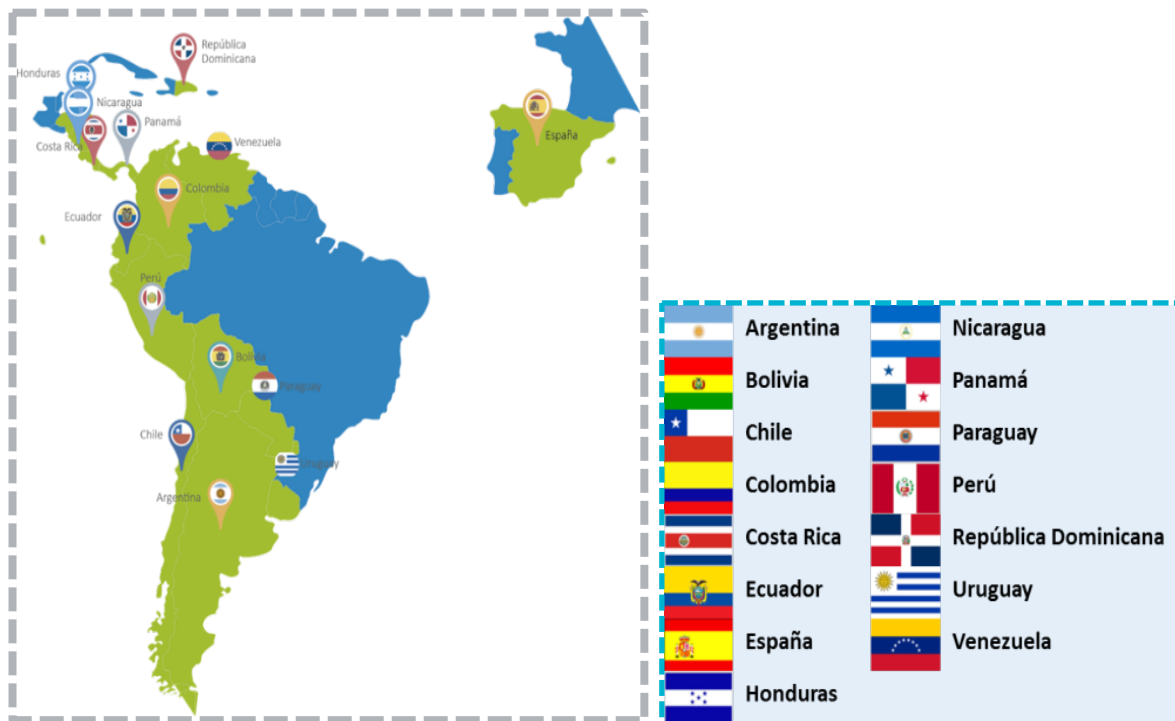 República
Dominicana
Honduras
Nicaragua
Panamá
Costa Rica
Venezuela
España
Colombia
Ecuador
Perú
Bolivia
Paraguay
Chile
Uruguay
Argentina
Argentina
Bolivia
Chile
Colombia
Costa Rica
Ecuador
España
Honduras
Nicaragua
Panamá
Paraguay
Perú
República Dominicana
Uruguay
Venezuela